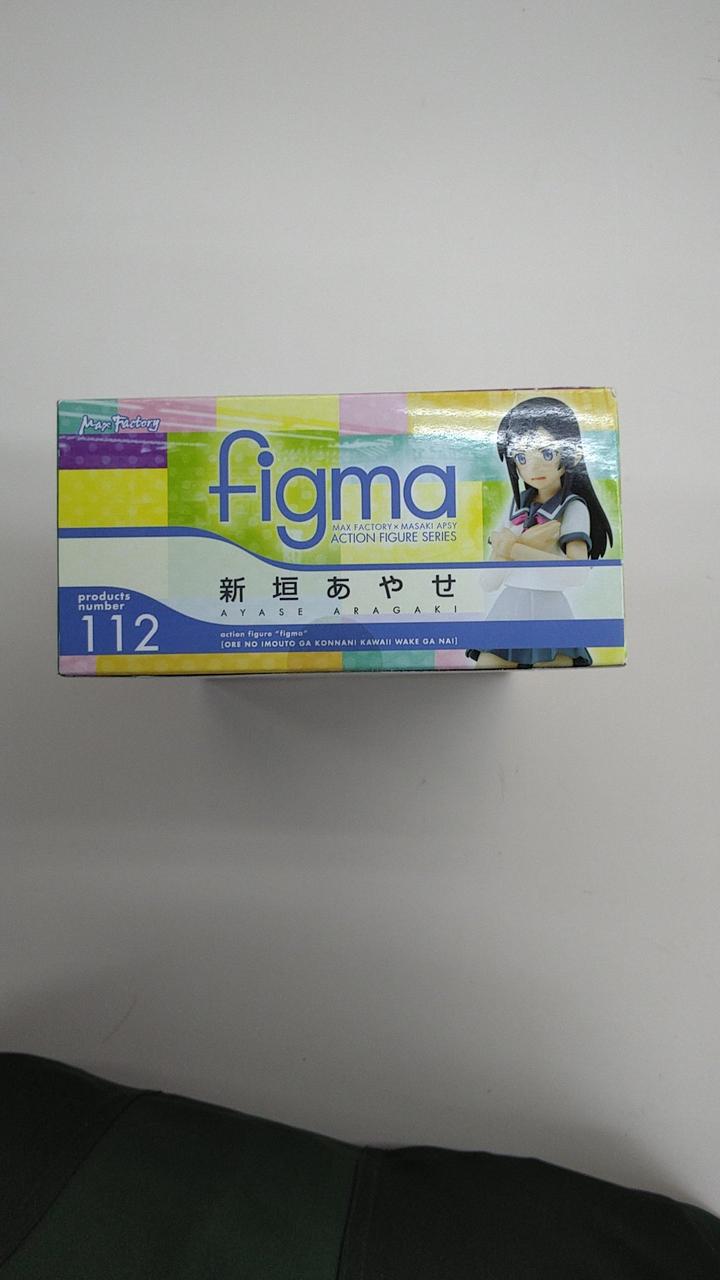 Max Factory
figma
MAX FACTORY×MASAKI APSY
ACTION FIGURE SERIES
新垣あやせ
AYASE ARAGAKI
products
number
112
action figure "figma"
[ORE NO IMOUTO GA KONNANI KAWAII WAKE GA NAI]